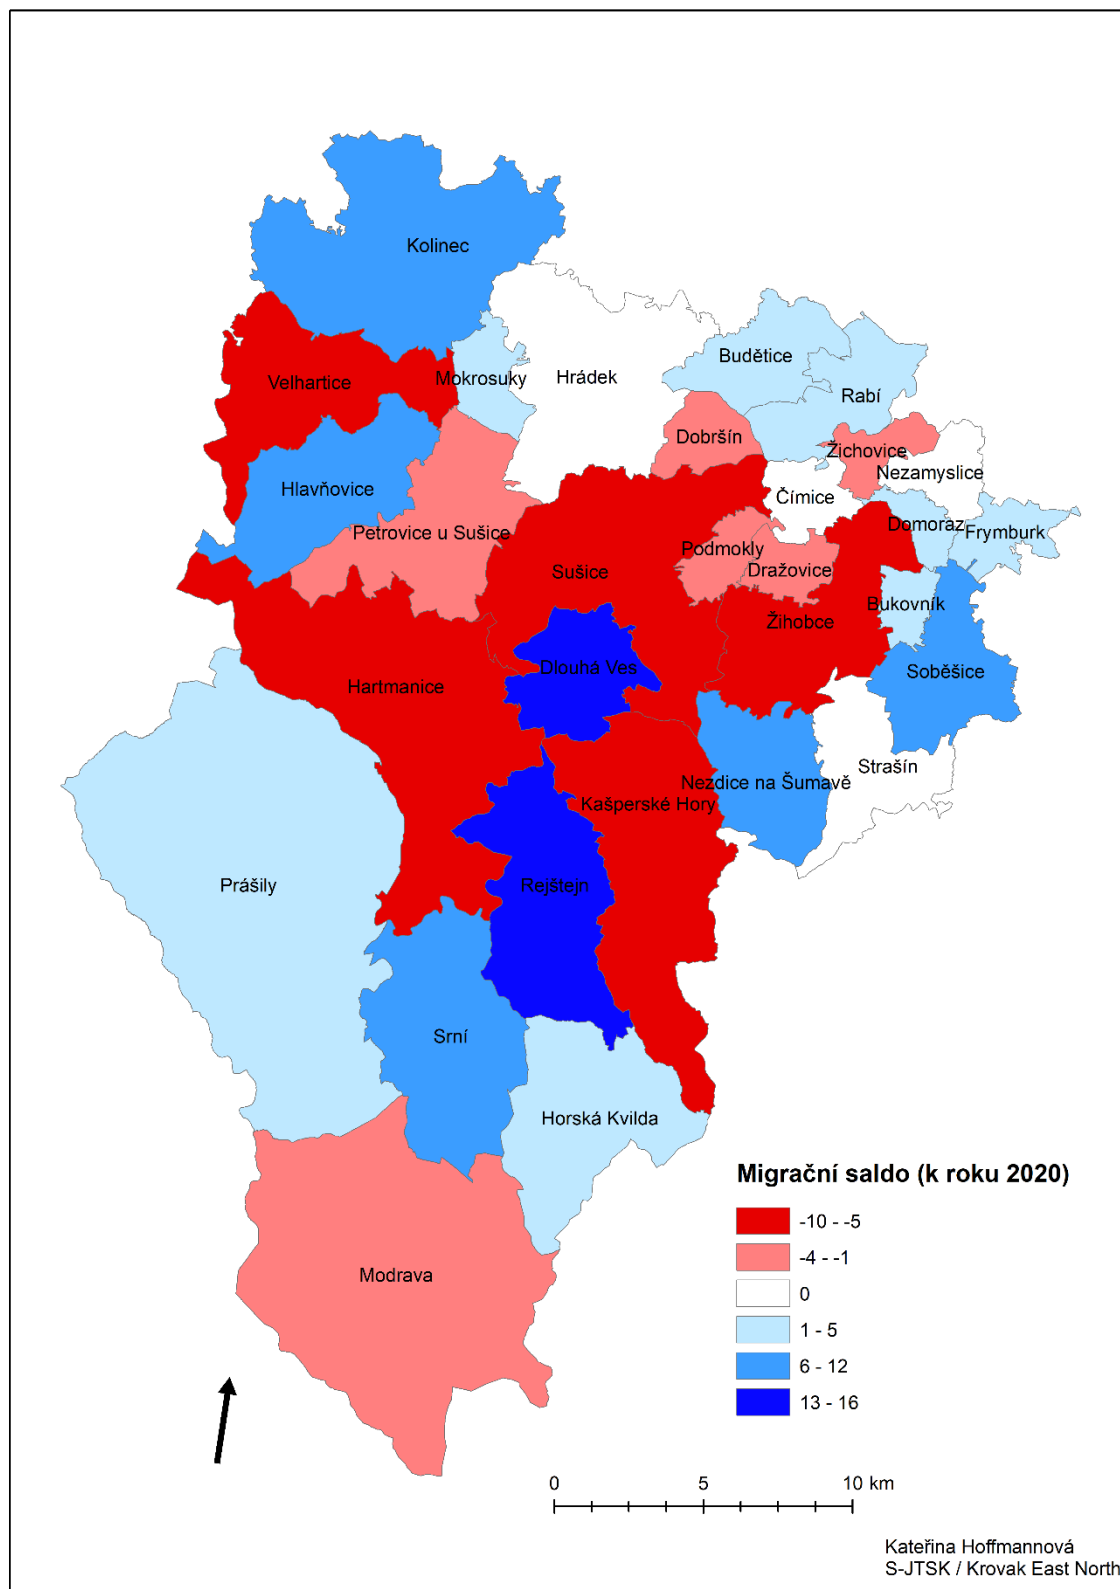 Kolinec
Velhartice
Mokrosuky
Hrádek
Budětice
Rabí
Dobršín
Žichovice
Nezamyslice
Hlavňovice
Čímice
Petrovice u Sušice
Domoraz
Frymburk
Podmokly
Sušice
Dražovice
Bukovník
Žihobce
Dlouhá Ves
Soběšice
Hartmanice
Strašín
Nezdice na Šumavě
Kašperské Hory
Prášily
Rejštejn
Srní
Horská Kvilda
Modrava
Migrační saldo (k roku 2020)
-10 - -5
-4 - -1
0
1 - 5
6 - 12
13 - 16
0 5 10 km
Kateřina Hoffmannová
S-JTSK / Krovak East North